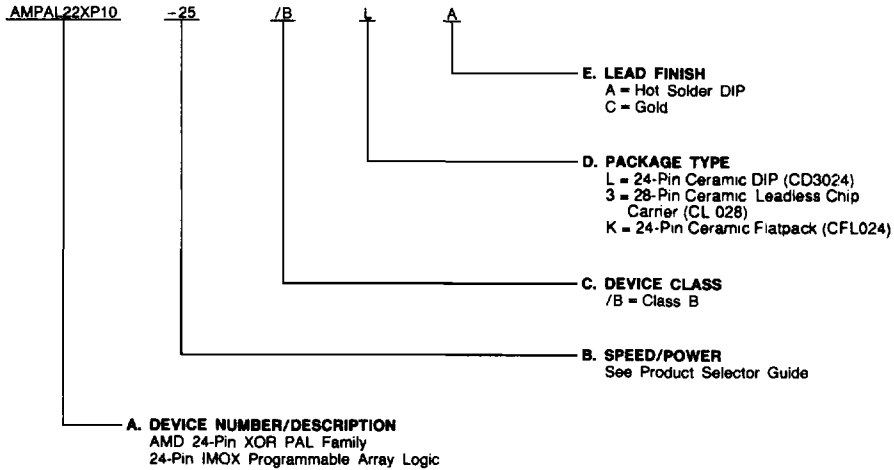 AMPAL22XP10 -25 /B L A
E. LEAD FINISH
A = Hot Solder DIP
C = Gold
D. PACKAGE TYPE
L = 24-Pin Ceramic DIP (CD3024)
3 = 28-Pin Ceramic Leadless Chip
Carrier (CL 028)
K = 24-Pin Ceramic Flatpack (CFL024)
C. DEVICE CLASS
/B = Class B
B. SPEED/POWER
See Product Selector Guide
A. DEVICE NUMBER/DESCRIPTION
AMD 24-Pin XOR PAL Family
24-Pin IMOX Programmable Array Logic